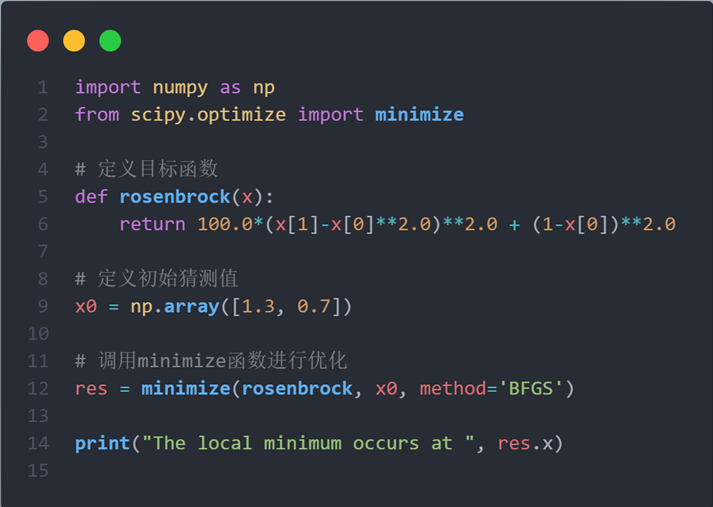 1 import numpy as np
2 from scipy.optimize import minimize
3
4 # 定义目标函数
5 def rosenbrock(x):
6     return 100.0*(x[1]-x[0]**2.0)**2.0 + (1-x[0])**2.0
7
8 # 定义初始猜测值
9 x0 = np.array([1.3, 0.7])
10
11 # 调用minimize函数进行优化
12 res = minimize(rosenbrock, x0, method='BFGS')
13
14 print("The local minimum occurs at ", res.x)
15